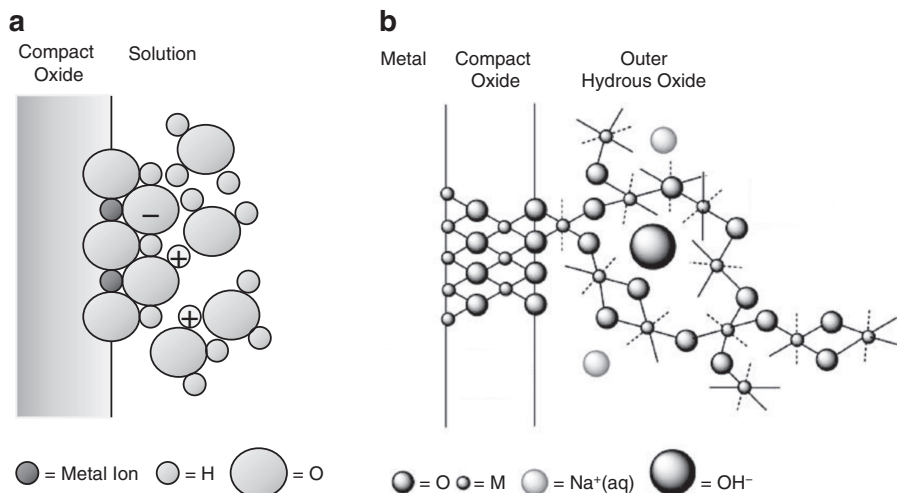 a
Compact
Oxide
Solution
−
+
+
= Metal Ion = H = O
b
Metal
Compact
Oxide
Outer
Hydrous Oxide
= O = M = Na⁺(aq) = OH⁻